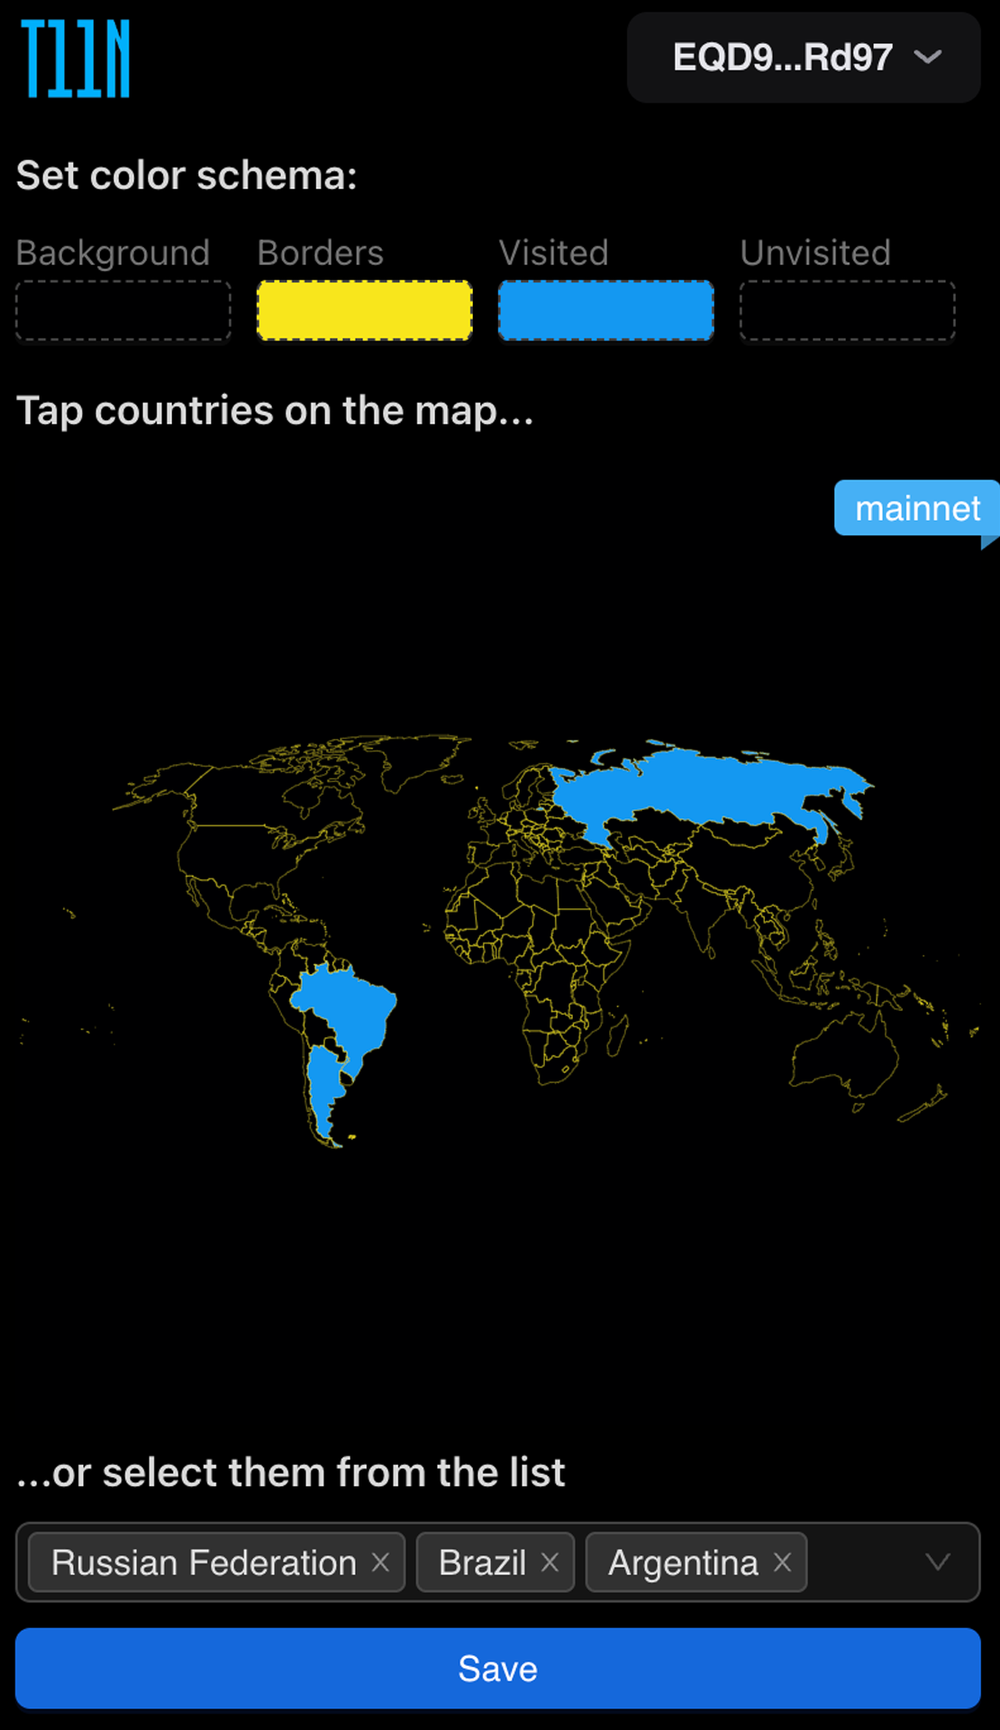 T11N
EQD9...Rd97
Set color schema:
Background Borders Visited Unvisited
Tap countries on the map...
mainnet
...or select them from the list
Russian Federation Brazil Argentina
Save